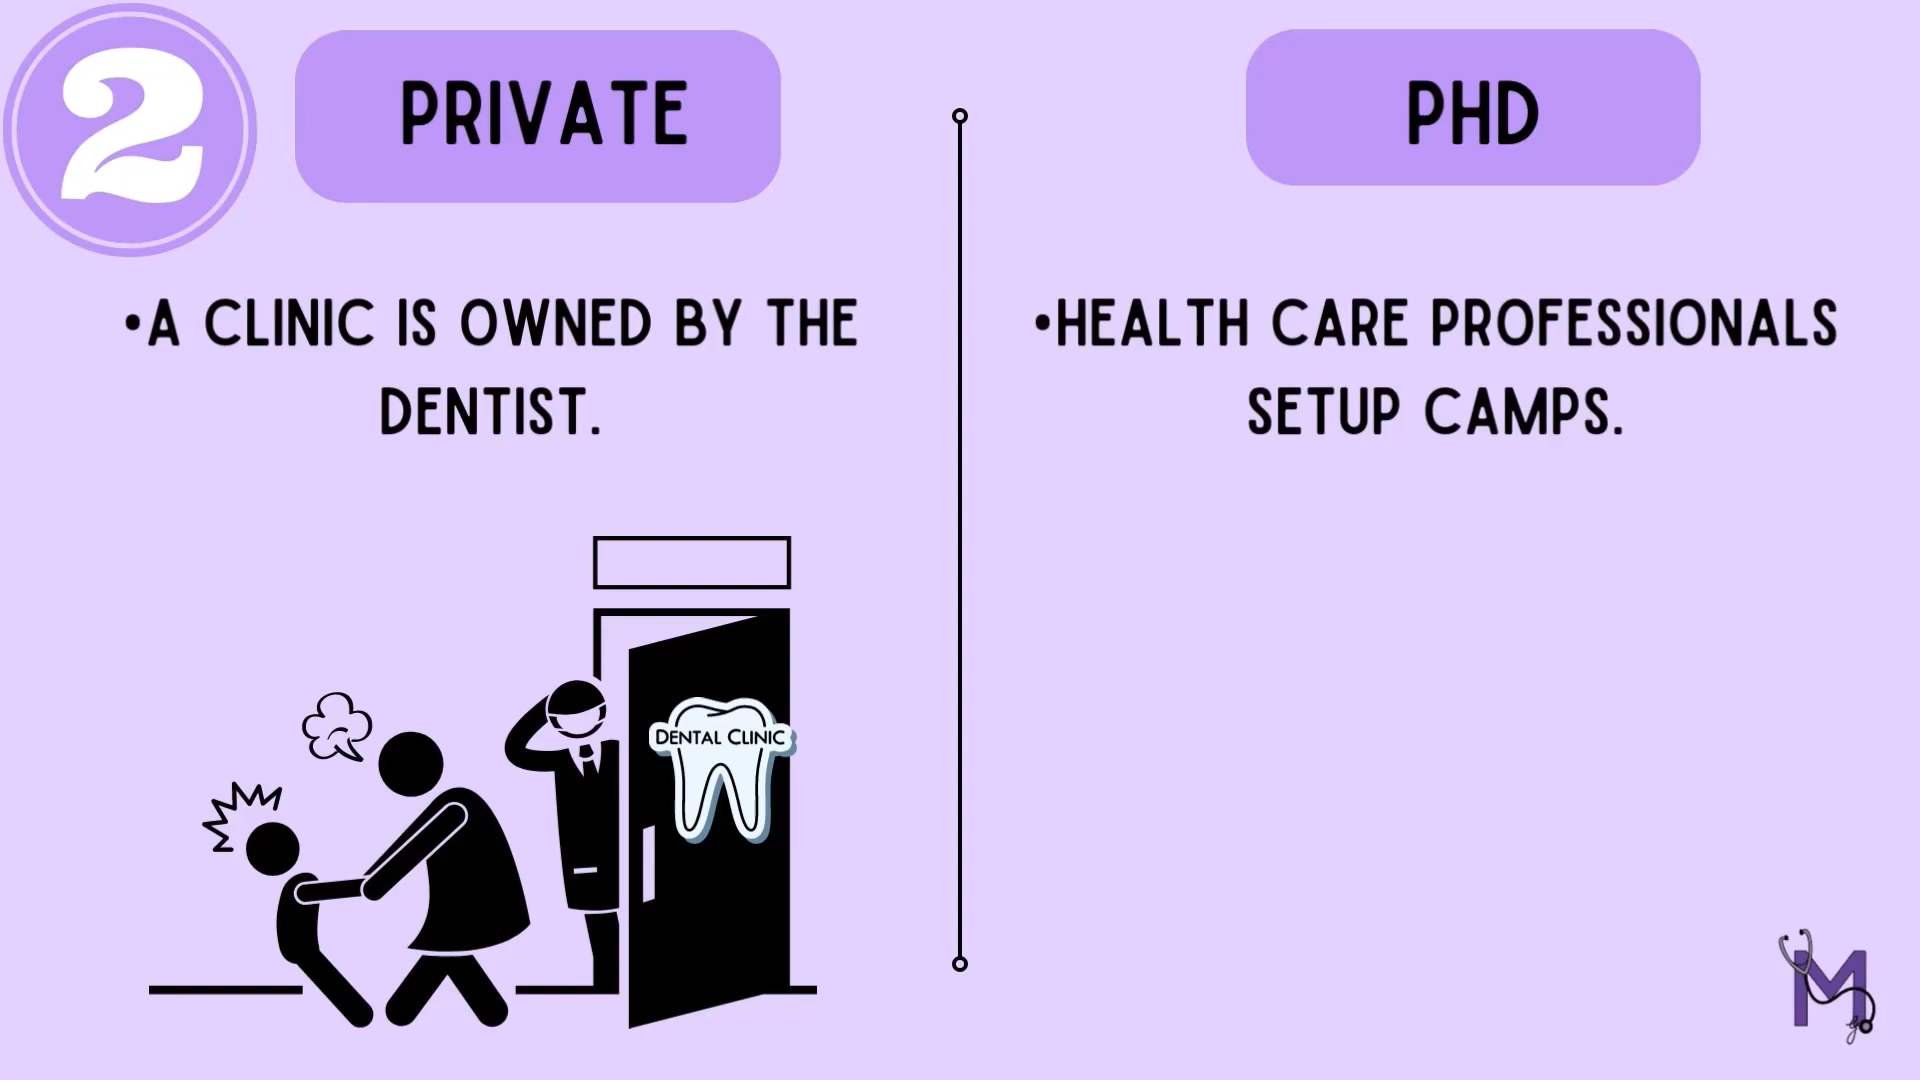 2
PRIVATE
PHD
•A CLINIC IS OWNED BY THE
DENTIST.
•HEALTH CARE PROFESSIONALS
SETUP CAMPS.
DENTAL CLINIC
M